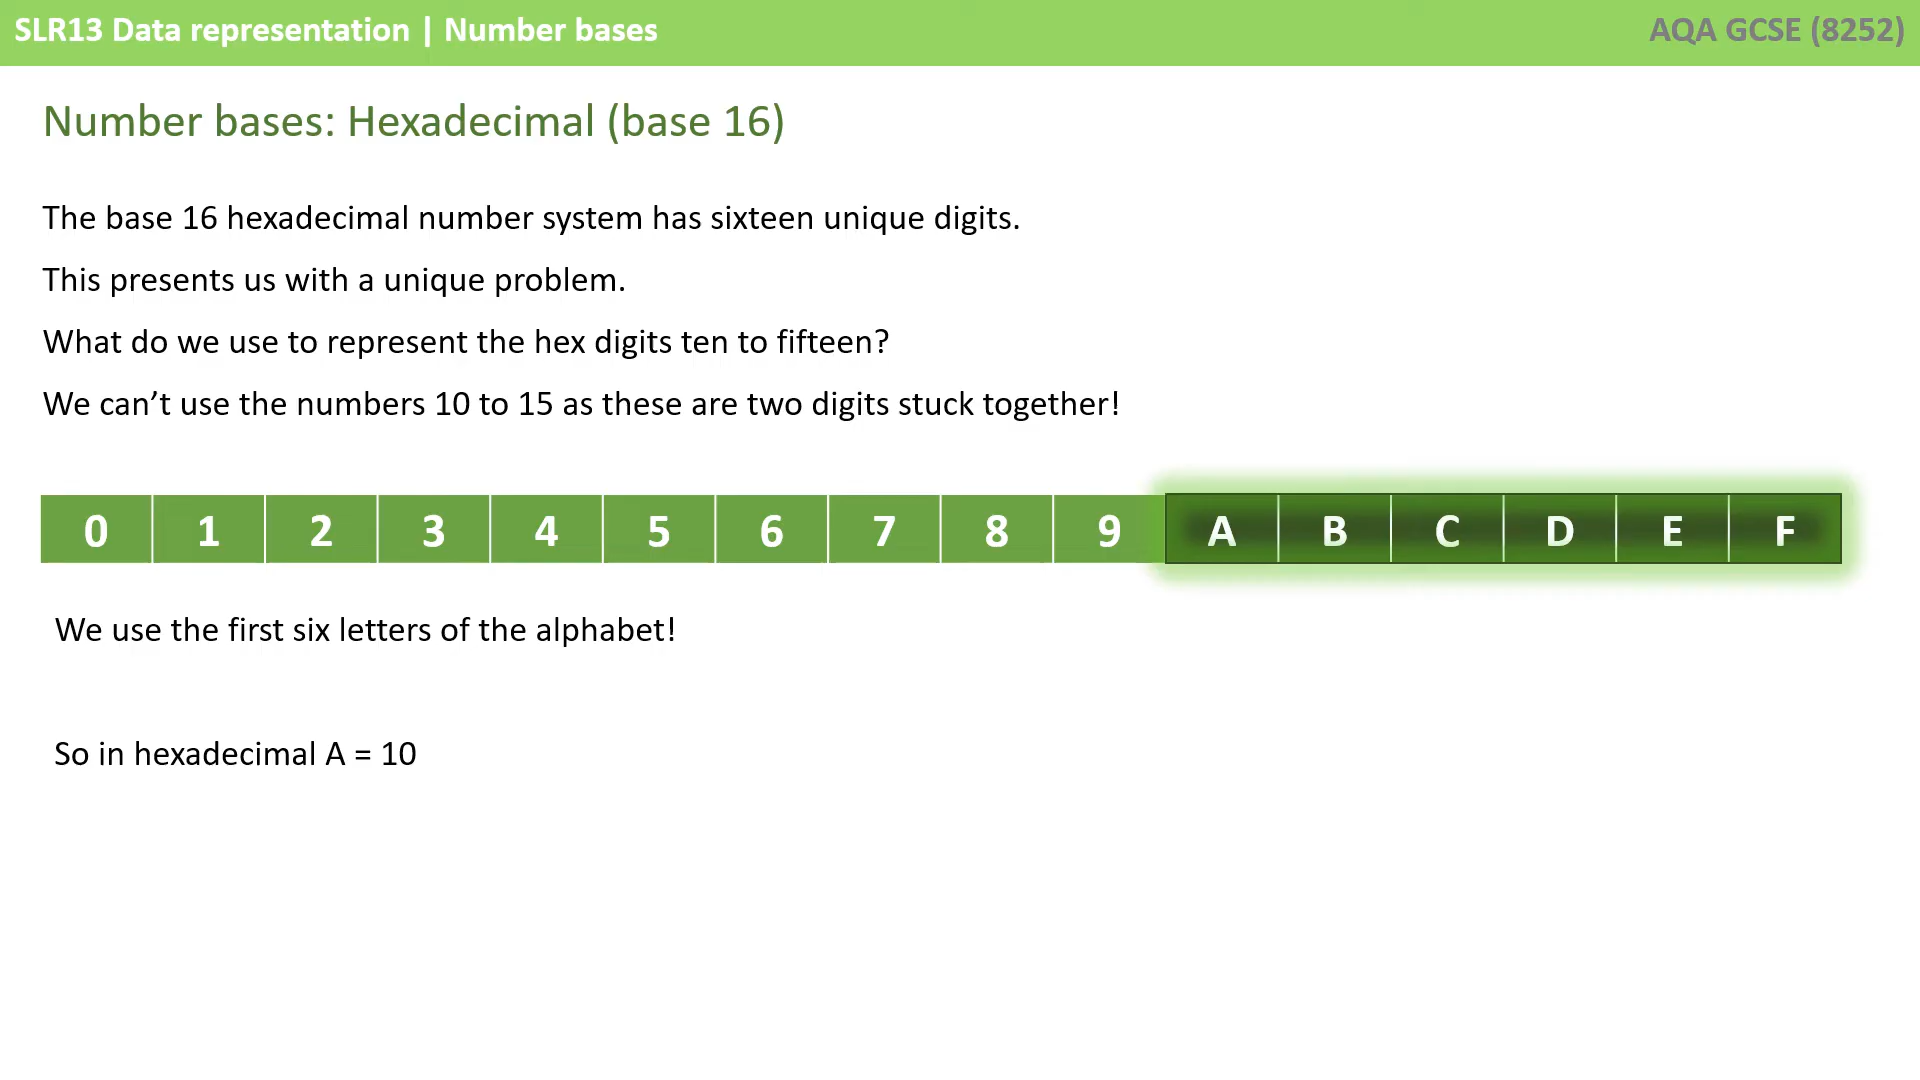 SLR13 Data representation | Number bases
AQA GCSE (8252)
Number bases: Hexadecimal (base 16)
The base 16 hexadecimal number system has sixteen unique digits.
This presents us with a unique problem.
What do we use to represent the hex digits ten to fifteen?
We can’t use the numbers 10 to 15 as these are two digits stuck together!
0 1 2 3 4 5 6 7 8 9 A B C D E F
We use the first six letters of the alphabet!
So in hexadecimal A = 10